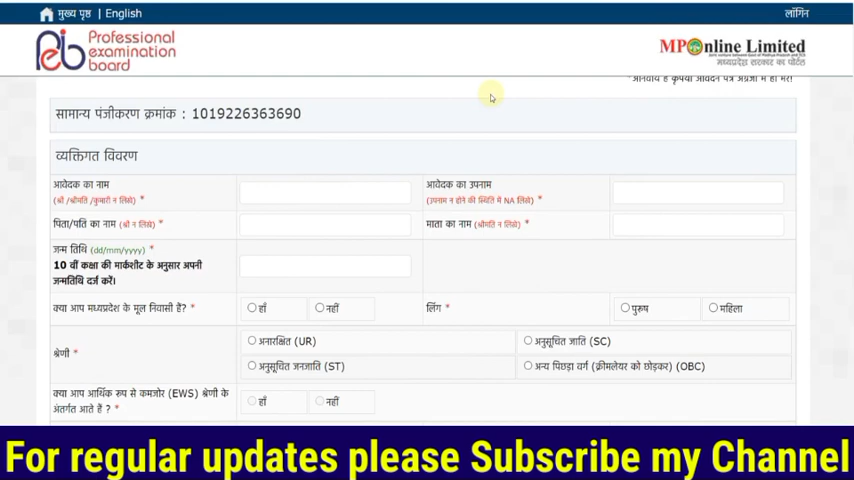 मुख्य पृष्ठ | English
लॉगिन
Professional
examination
board
MPOnline Limited
मध्यप्रदेश सरकार का पोर्टल
*अनिवार्य है कृपया आवेदन पत्र अंग्रेजी में ही भरें!
सामान्य पंजीकरण क्रमांक : 1019226363690
व्यक्तिगत विवरण
आवेदक का नाम
(श्री /श्रीमति /कुमारी न लिखें) *
आवेदक का उपनाम
(उपनाम न होने की स्थिति में NA लिखें) *
पिता/पति का नाम (श्री न लिखें) *
माता का नाम (श्रीमति न लिखें) *
जन्म तिथि (dd/mm/yyyy) *
10 वीं कक्षा की मार्कशीट के अनुसार अपनी
जन्मतिथि दर्ज करें।
क्या आप मध्यप्रदेश के मूल निवासी हैं? *
हाँ
नहीं
लिंग *
पुरूष
महिला
श्रेणी *
अनारक्षित (UR)
अनुसूचित जाति (SC)
अनुसूचित जनजाति (ST)
अन्य पिछड़ा वर्ग (क्रीमलेयर को छोड़कर) (OBC)
क्या आप आर्थिक रूप से कमजोर (EWS) श्रेणी के
अंतर्गत आते हैं ? *
हाँ
नहीं
For regular updates please Subscribe my Channel